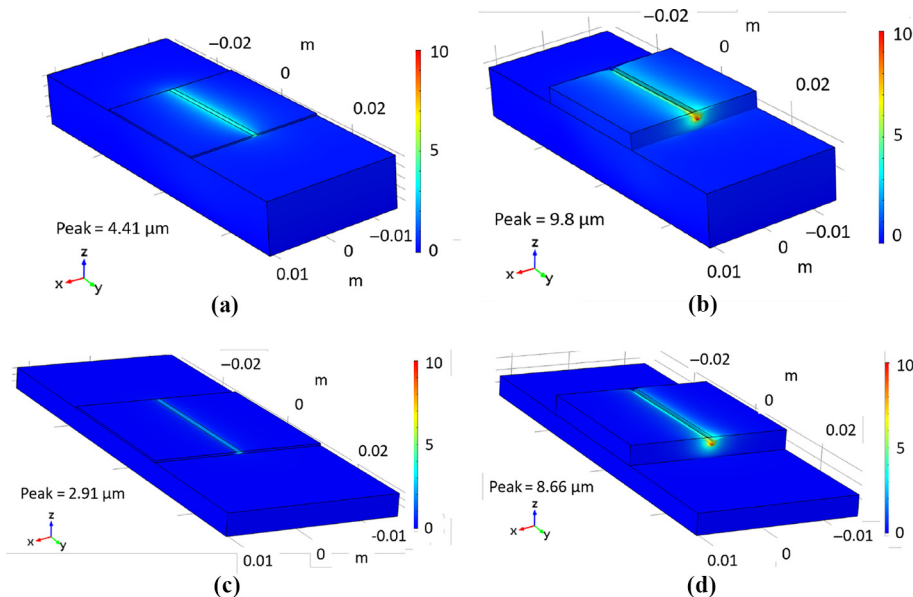 −0.02
m
0
0.02
10
5
0
Peak = 4.41 µm
z
x
y
0.01
0
−0.01
m
(a)
−0.02
m
0
0.02
10
5
0
Peak = 9.8 µm
z
x
y
0.01
0
−0.01
m
(b)
−0.02
m
0
0.02
10
5
0
Peak = 2.91 µm
z
x
y
0.01
0
-0.01
m
(c)
−0.02
m
0
0.02
10
5
0
Peak = 8.66 µm
z
x
y
0.01
0
−0.01
m
(d)